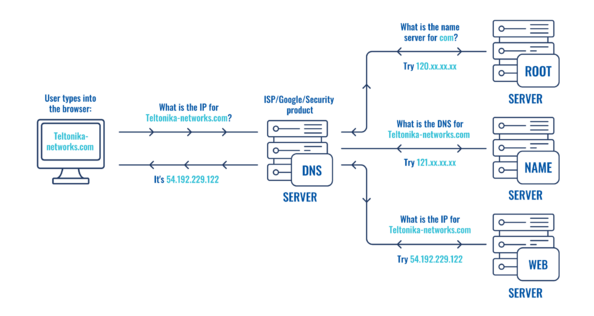 User types into
the browser:
Teltonika-
networks.com
What is the IP for
Teltonika-networks.com?
It's 54.192.229.122
ISP/Google/Security
product
DNS
SERVER
What is the name
server for com?
Try 120.xx.xx.xx
ROOT
SERVER
What is the DNS for
Teltonika-networks.com
Try 121.xx.xx.xx
NAME
SERVER
What is the IP for
Teltonika-networks.com
Try 54.192.229.122
WEB
SERVER